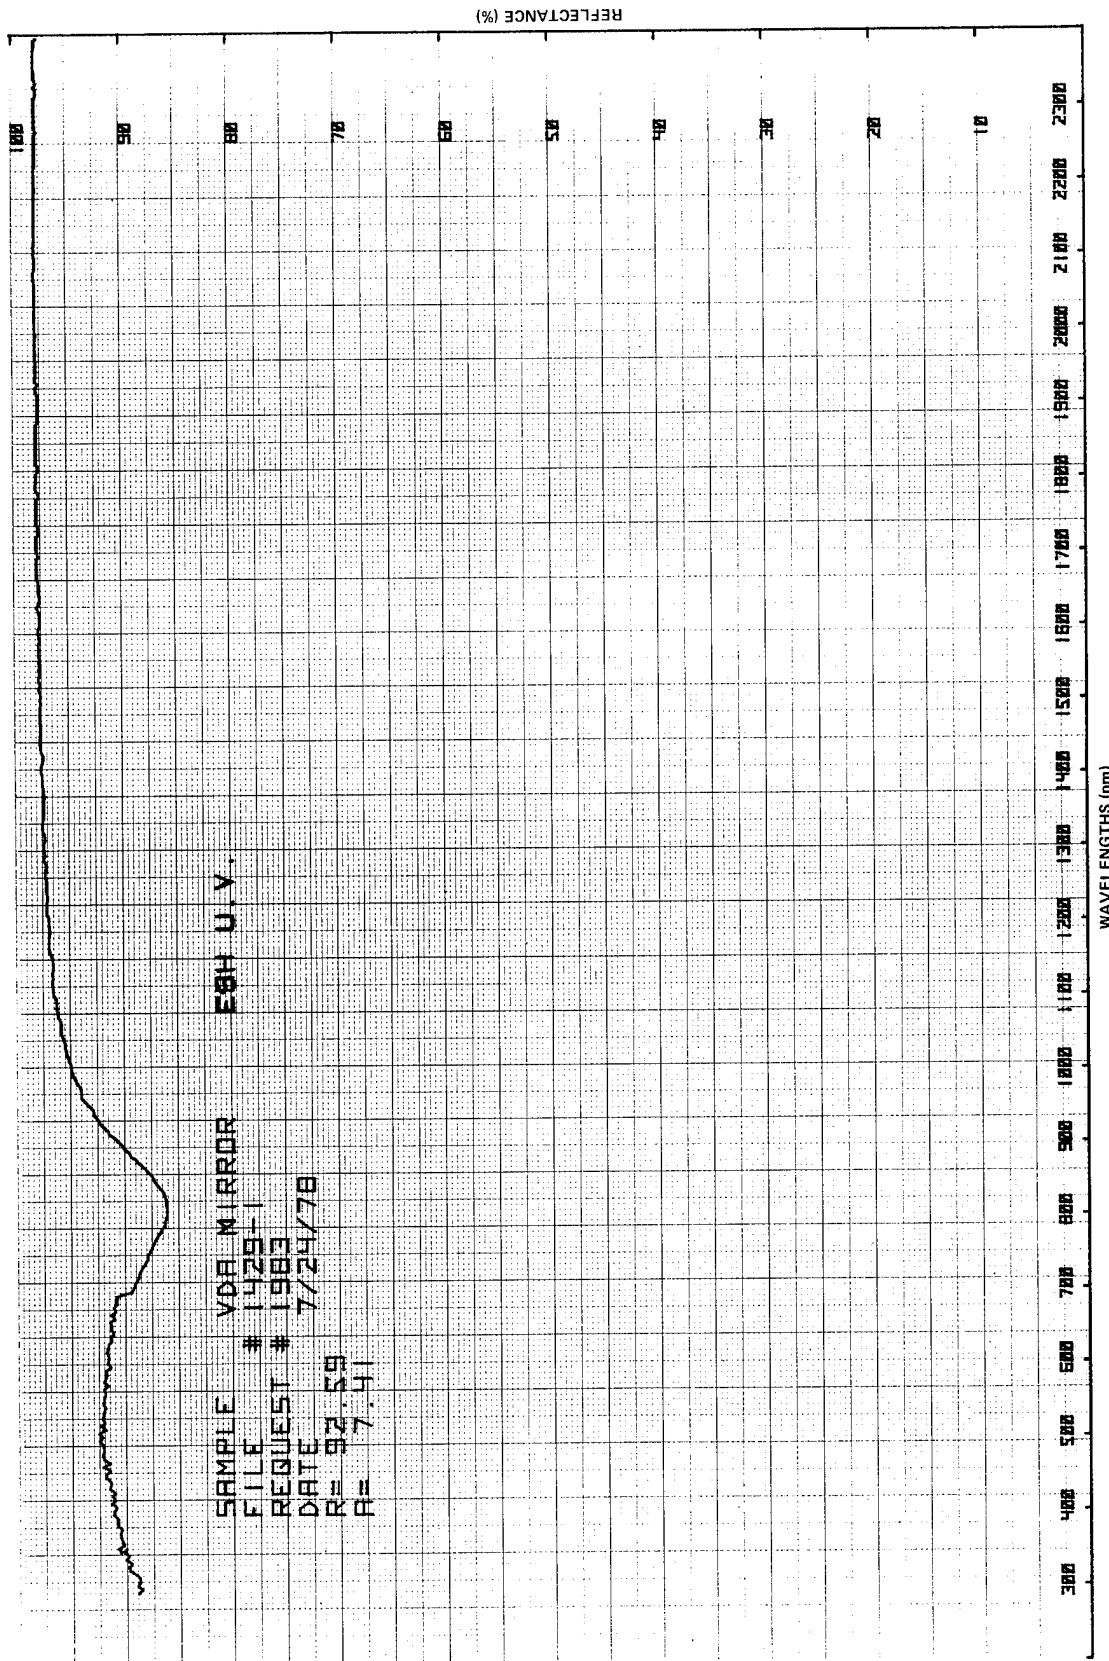 REFLECTANCE (%)
100
90
80
70
60
50
40
30
20
10
SAMPLE VDA MIRROR E8H U.V.
FILE # 1429-1
REQUEST # 1983
DATE 7/24/78
R= 92.59
A= 7.41
300 400 500 600 700 800 900 1000 1100 1200 1300 1400 1500 1600 1700 1800 1900 2000 2100 2200 2300
WAVELENGTHS (nm)